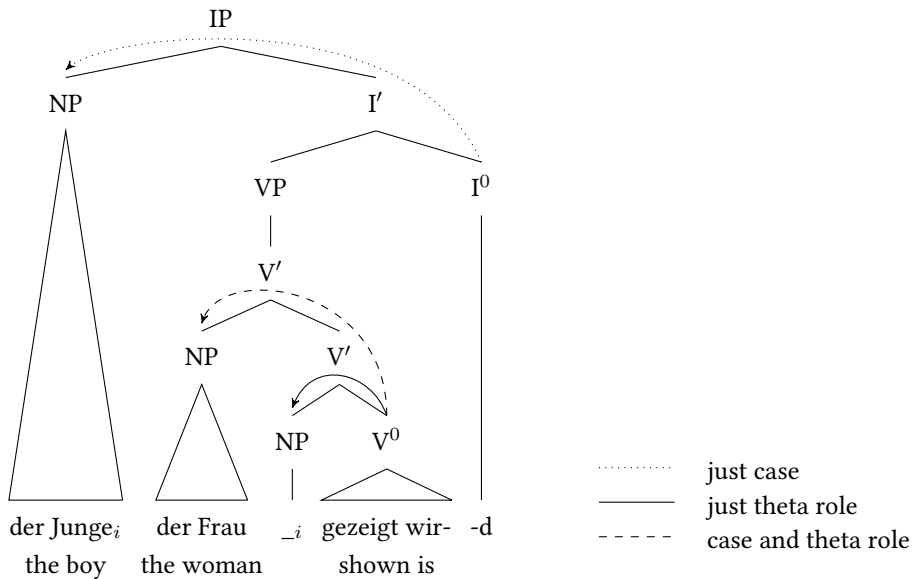 IP
NP I′
VP I⁰
V′
NP V′
NP V⁰
just case
just theta role
der Jungeᵢ der Frau _ᵢ gezeigt wir- -d
case and theta role
the boy the woman shown is